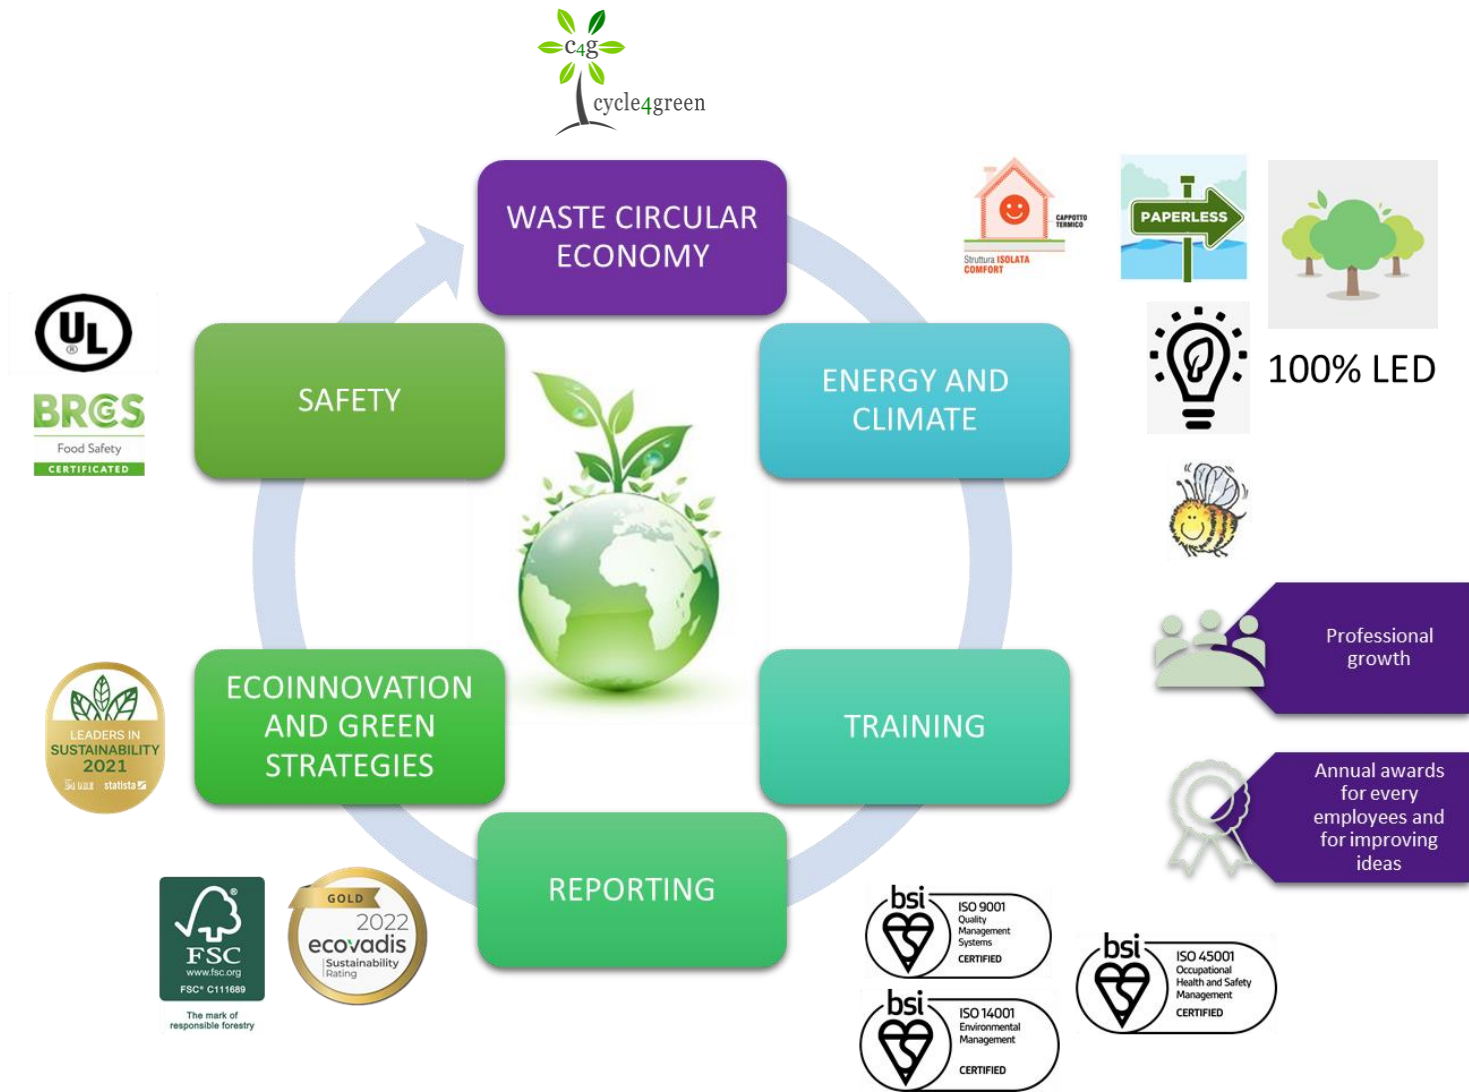 c4g
cycle4green
WASTE CIRCULAR
ECONOMY
CAPPOTTO
TERMICO
Struttura ISOLATA
COMFORT
PAPERLESS
100% LED
ENERGY AND
CLIMATE
UL
®
BRCGS
Food Safety
CERTIFICATED
SAFETY
Professional
growth
TRAINING
Annual awards
for every
employees and
for improving
ideas
ECOINNOVATION
AND GREEN
STRATEGIES
LEADERS IN
SUSTAINABILITY
2021
statista
REPORTING
FSC
®
www.fsc.org
FSC® C111689
The mark of
responsible forestry
GOLD
2022
ecovadis
Sustainability
Rating
bsi
ISO 9001
Quality
Management
Systems
CERTIFIED
bsi
ISO 14001
Environmental
Management
CERTIFIED
bsi
ISO 45001
Occupational
Health and Safety
Management
CERTIFIED